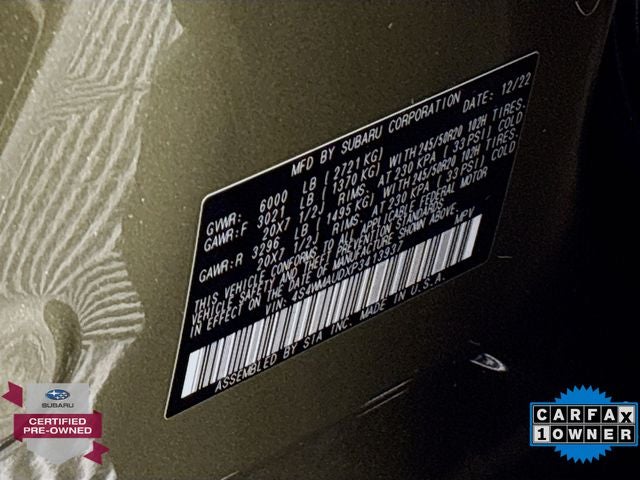 MFD BY SUBARU CORPORATION DATE: 12/22
GVWR: 6000 LB ( 2721 KG)
GAWR:F 3021 LB ( 1370 KG) WITH 245/50R20 102H TIRES.
20X7 1/2J RIMS. AT 230 KPA ( 33 PSI) COLD
GAWR:R 3296 LB ( 1495 KG) WITH 245/50R20 102H TIRES.
20X7 1/2J RIMS. AT 230 KPA ( 33 PSI) COLD
THIS VEHICLE CONFORMS TO ALL APPLICABLE FEDERAL MOTOR
VEHICLE SAFETY AND THEFT PREVENTION STANDARDS
IN EFFECT ON THE DATE OF MANUFACTURE SHOWN ABOVE.
VIN: 4S4WMAUDXP3413937 MPV
ASSEMBLED BY SIA INC. MADE IN U.S.A.
SUBARU
CERTIFIED
PRE-OWNED
CARFAX
1 OWNER